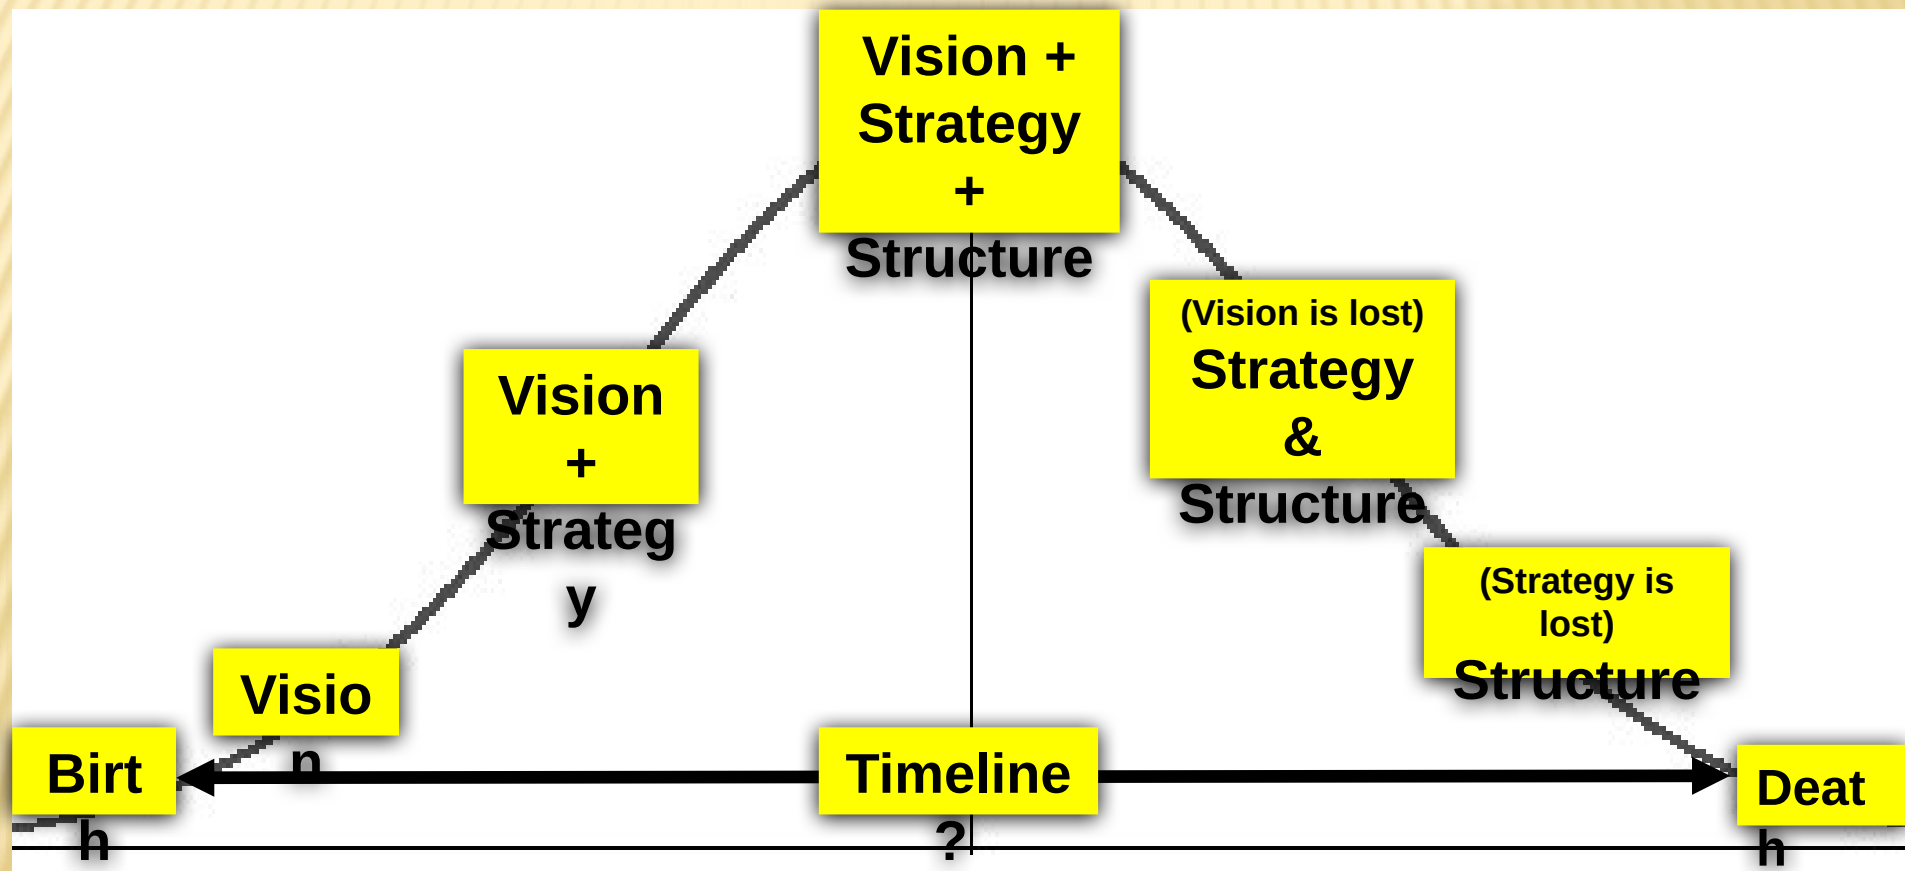 Vision +
Strategy
+
Structure
(Vision is lost)
Strategy
&
Structure
Vision
+
Strateg
y
(Strategy is
lost)
Structure
Visio
n
Birt
h
Timeline
?
Deat
h